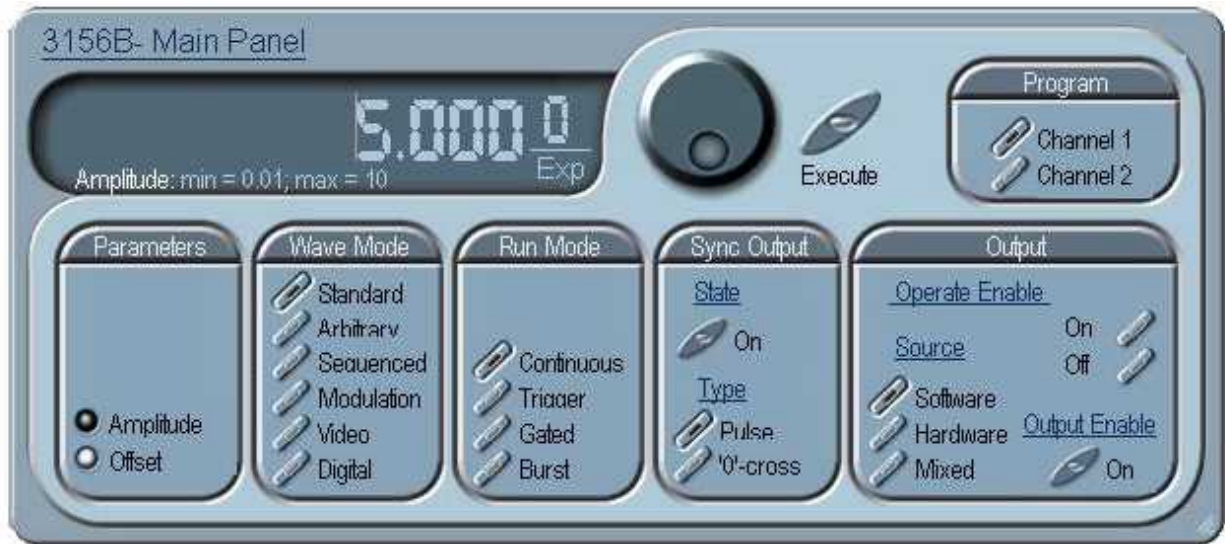 3156B- Main Panel
5.000 0
Exp
Amplitude: min = 0.01; max = 10
Execute
Program
Channel 1
Channel 2
Parameters
Amplitude
Offset
Wave Mode
Standard
Arbitrary
Sequenced
Modulation
Video
Digital
Run Mode
Continuous
Trigger
Gated
Burst
Sync Output
State
On
Type
Pulse
'0'-cross
Output
Operate Enable
On
Off
Source
Software
Hardware
Mixed
Output Enable
On